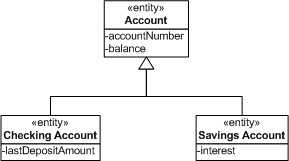 «entity»
Account
-accountNumber
-balance
«entity»
Checking Account
-lastDepositAmount
«entity»
Savings Account
-interest